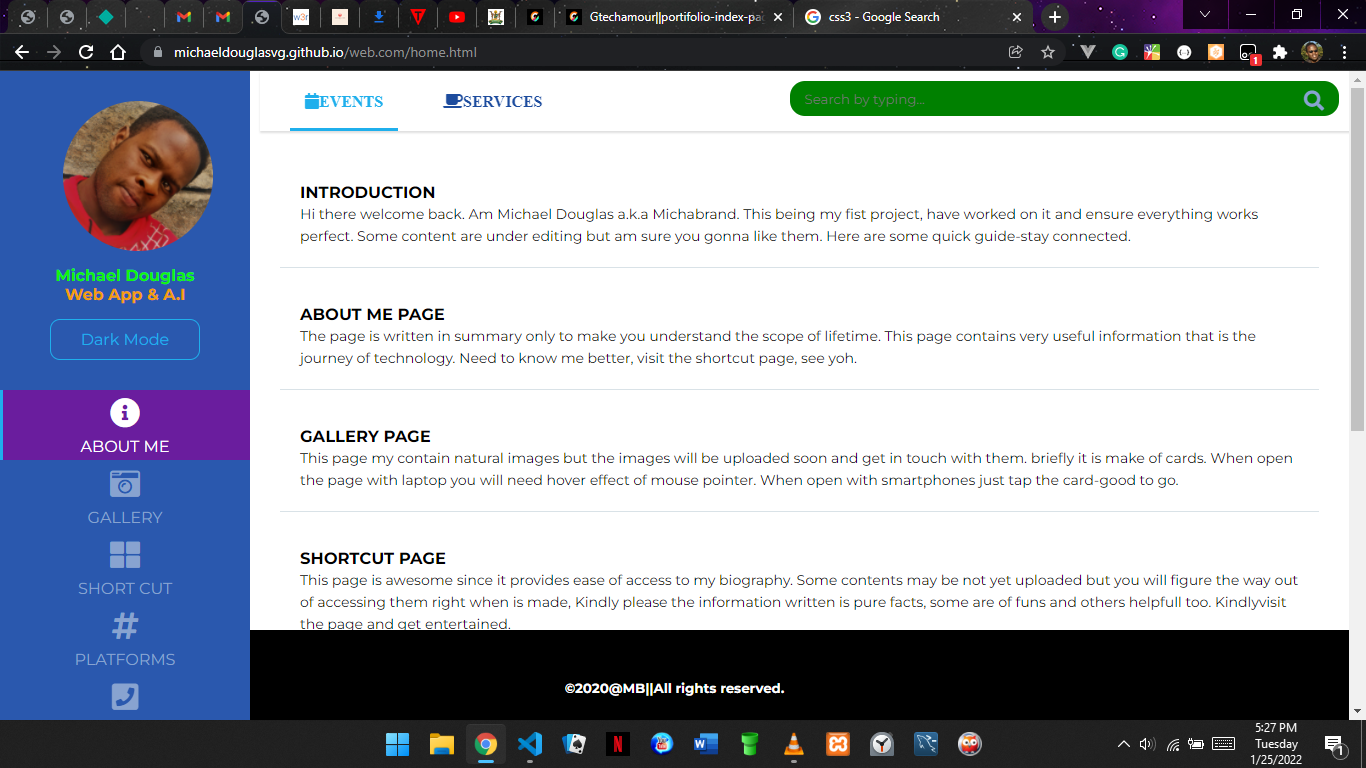 w3r
Gtechamour||portifolio-index-pa
css3 - Google Search
michaeldouglasvg.github.io/web.com/home.html
1
EVENTS
SERVICES
Search by typing...
Michael Douglas
Web App & A.I
Dark Mode
ABOUT ME
GALLERY
SHORT CUT
PLATFORMS
INTRODUCTION
Hi there welcome back. Am Michael Douglas a.k.a Michabrand. This being my fist project, have worked on it and ensure everything works
perfect. Some content are under editing but am sure you gonna like them. Here are some quick guide-stay connected.
ABOUT ME PAGE
The page is written in summary only to make you understand the scope of lifetime. This page contains very useful information that is the
journey of technology. Need to know me better, visit the shortcut page, see yoh.
GALLERY PAGE
This page my contain natural images but the images will be uploaded soon and get in touch with them. briefly it is make of cards. When open
the page with laptop you will need hover effect of mouse pointer. When open with smartphones just tap the card-good to go.
SHORTCUT PAGE
This page is awesome since it provides ease of access to my biography. Some contents may be not yet uploaded but you will figure the way out
of accessing them right when is made, Kindly please the information written is pure facts, some are of funs and others helpfull too. Kindlyvisit
the page and get entertained.
©2020@MB||All rights reserved.
5:27 PM
Tuesday
1/25/2022
1